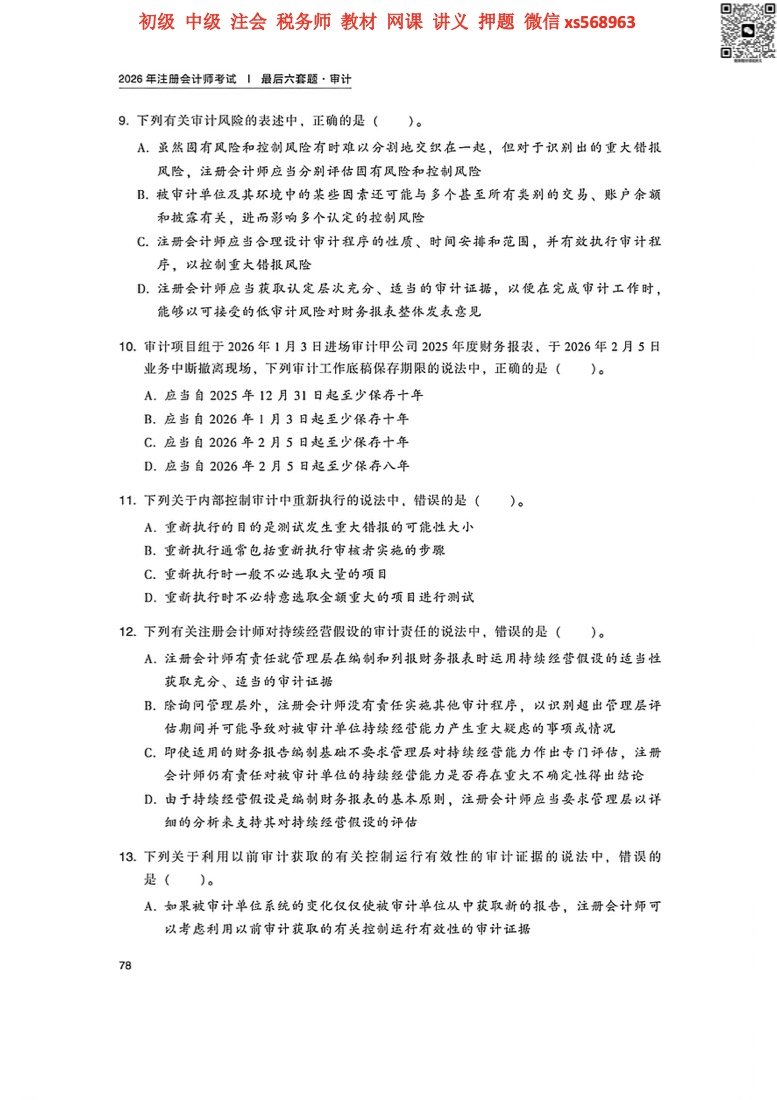 初级 中级 注会 税务师 教材 网课 讲义 押题 微信 xs568963
2026 年注册会计师考试 | 最后六套题·审计
9. 下列有关审计风险的表述中，正确的是（　　）。
A. 虽然固有风险和控制风险有时难以分割地交织在一起，但对于识别出的重大错报
风险，注册会计师应当分别评估固有风险和控制风险
B. 被审计单位及其环境中的某些因素还可能与多个甚至所有类别的交易、账户余额
和披露有关，进而影响多个认定的控制风险
C. 注册会计师应当合理设计审计程序的性质、时间安排和范围，并有效执行审计程
序，以控制重大错报风险
D. 注册会计师应当获取认定层次充分、适当的审计证据，以便在完成审计工作时，
能够以可接受的低审计风险对财务报表整体发表意见
10. 审计项目组于 2026 年 1 月 3 日进场审计甲公司 2025 年度财务报表，于 2026 年 2 月 5 日
业务中断撤离现场，下列审计工作底稿保存期限的说法中，正确的是（　　）。
A. 应当自 2025 年 12 月 31 日起至少保存十年
B. 应当自 2026 年 1 月 3 日起至少保存十年
C. 应当自 2026 年 2 月 5 日起至少保存十年
D. 应当自 2026 年 2 月 5 日起至少保存八年
11. 下列关于内部控制审计中重新执行的说法中，错误的是（　　）。
A. 重新执行的目的是测试发生重大错报的可能性大小
B. 重新执行通常包括重新执行审核者实施的步骤
C. 重新执行时一般不必选取大量的项目
D. 重新执行时不必特意选取金额重大的项目进行测试
12. 下列有关注册会计师对持续经营假设的审计责任的说法中，错误的是（　　）。
A. 注册会计师有责任就管理层在编制和列报财务报表时运用持续经营假设的适当性
获取充分、适当的审计证据
B. 除询问管理层外，注册会计师没有责任实施其他审计程序，以识别超出管理层评
估期间并可能导致对被审计单位持续经营能力产生重大疑虑的事项或情况
C. 即使适用的财务报告编制基础不要求管理层对持续经营能力作出专门评估，注册
会计师仍有责任对被审计单位的持续经营能力是否存在重大不确定性得出结论
D. 由于持续经营假设是编制财务报表的基本原则，注册会计师应当要求管理层以详
细的分析来支持其对持续经营假设的评估
13. 下列关于利用以前审计获取的有关控制运行有效性的审计证据的说法中，错误的
是（　　）。
A. 如果被审计单位系统的变化仅仅使被审计单位从中获取新的报告，注册会计师可
以考虑利用以前审计获取的有关控制运行有效性的审计证据
78